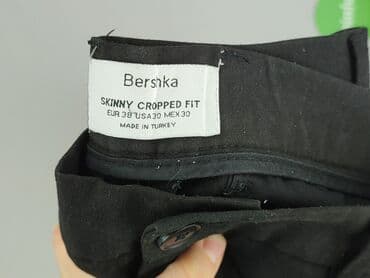 Bershka
SKINNY CROPPED FIT
EUR 38 USA 30 MEX 30
MADE IN TURKEY